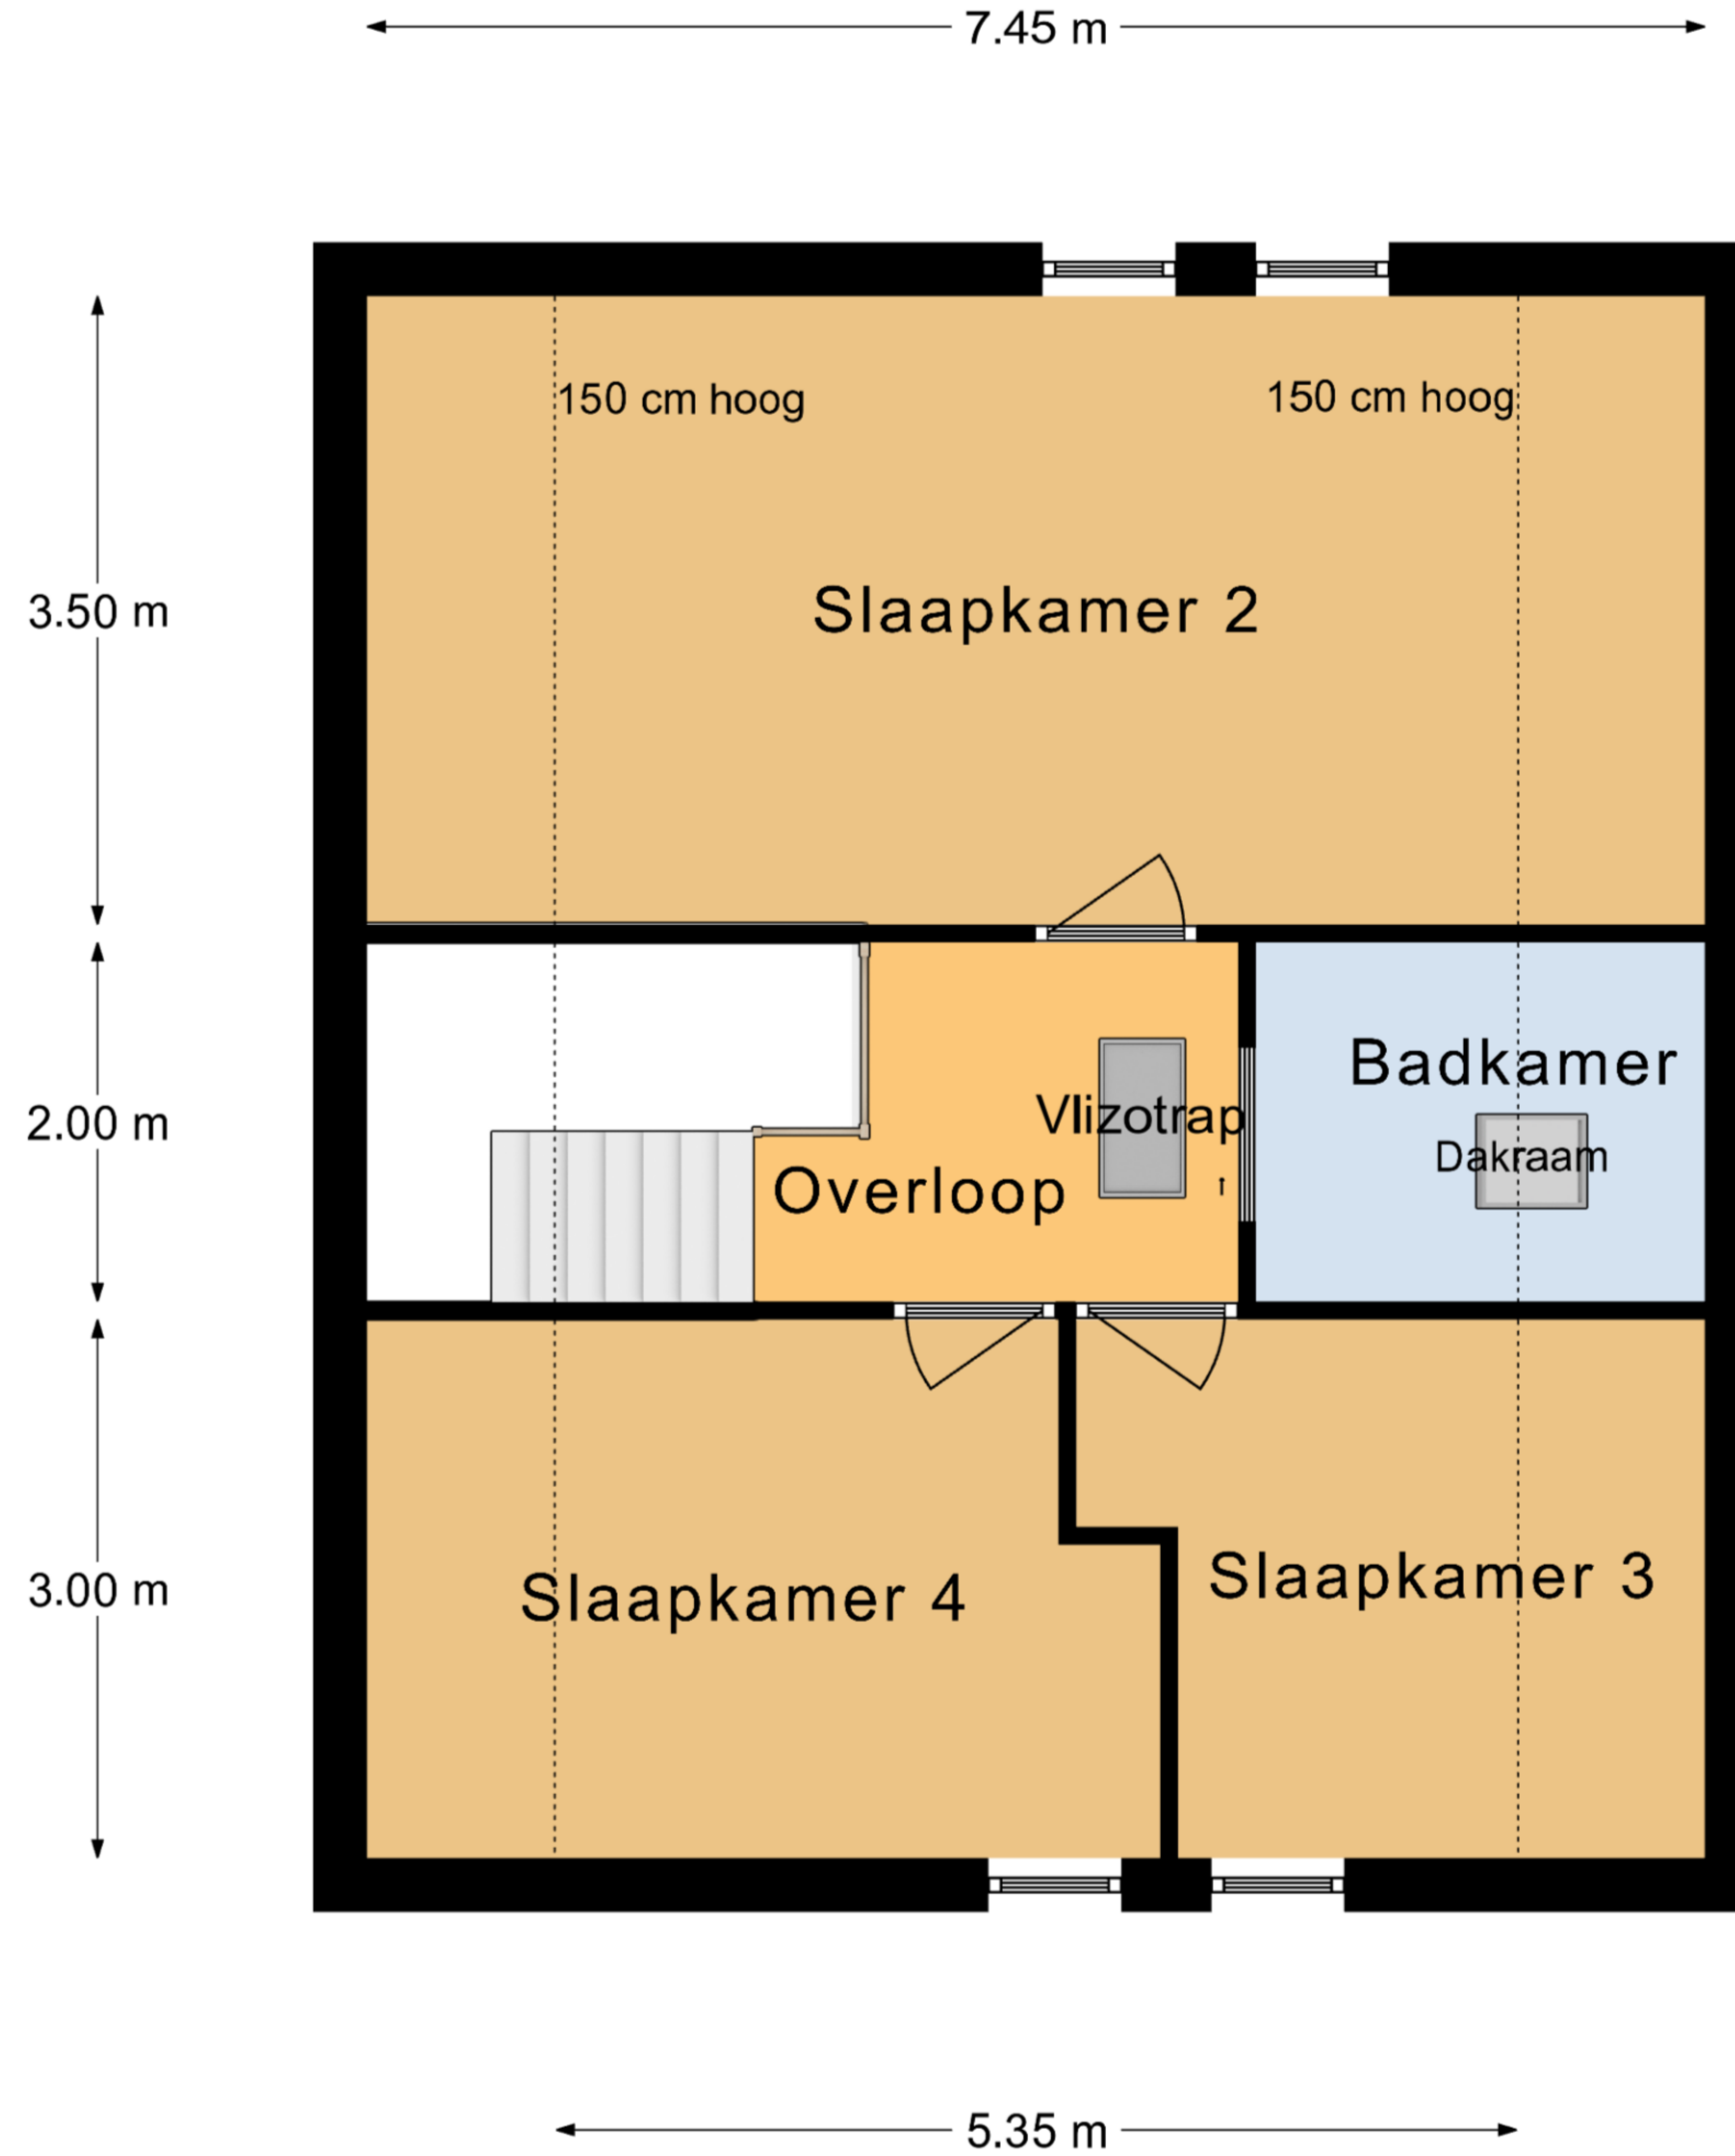 7.45 m
150 cm hoog
150 cm hoog
3.50 m
Slaapkamer 2
2.00 m
Badkamer
Vlizotrap
Dakraam
Overloop
3.00 m
Slaapkamer 3
Slaapkamer 4
5.35 m